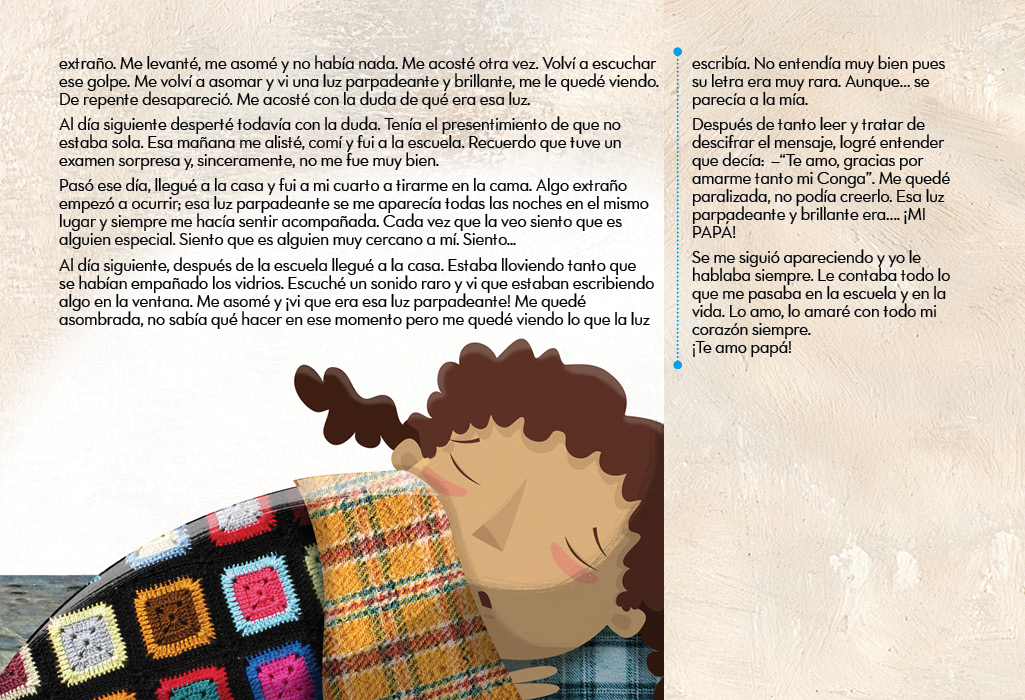 extraño. Me levanté, me asomé y no había nada. Me acosté otra vez. Volví a escuchar
ese golpe. Me volví a asomar y vi una luz parpadeante y brillante, me le quedé viendo.
De repente desapareció. Me acosté con la duda de qué era esa luz.
Al día siguiente desperté todavía con la duda. Tenía el presentimiento de que no
estaba sola. Esa mañana me alisté, comí y fui a la escuela. Recuerdo que tuve un
examen sorpresa y, sinceramente, no me fue muy bien.
Pasó ese día, llegué a la casa y fui a mi cuarto a tirarme en la cama. Algo extraño
empezó a ocurrir; esa luz parpadeante se me aparecía todas las noches en el mismo
lugar y siempre me hacía sentir acompañada. Cada vez que la veo siento que es
alguien especial. Siento que es alguien muy cercano a mí. Siento...
Al día siguiente, después de la escuela llegué a la casa. Estaba lloviendo tanto que
se habían empañado los vidrios. Escuché un sonido raro y vi que estaban escribiendo
algo en la ventana. Me asomé y ¡vi que era esa luz parpadeante! Me quedé
asombrada, no sabía qué hacer en ese momento pero me quedé viendo lo que la luz
escribía. No entendía muy bien pues
su letra era muy rara. Aunque... se
parecía a la mía.
Después de tanto leer y tratar de
descifrar el mensaje, logré entender
que decía:  –“Te amo, gracias por
amarme tanto mi Conga”. Me quedé
paralizada, no podía creerlo. Esa luz
parpadeante y brillante era.... ¡MI
PAPÁ!
Se me siguió apareciendo y yo le
hablaba siempre. Le contaba todo lo
que me pasaba en la escuela y en la
vida. Lo amo, lo amaré con todo mi
corazón siempre.
¡Te amo papá!